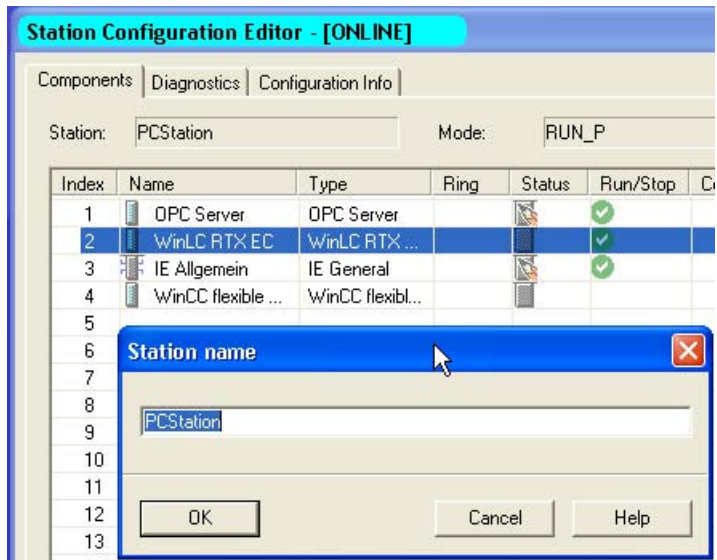 Station Configuration Editor - [ONLINE]
Components Diagnostics Configuration Info
Station: PCStation Mode: RUN_P
Index Name Type Ring Status Run/Stop
1 OPC Server OPC Server
2 WinLC RTX EC WinLC RTX ...
3 IE Allgemein IE General
4 WinCC flexible ... WinCC flexibl...
5
6
7
8
9
10
11
12
13
Station name
PCStation
OK Cancel Help